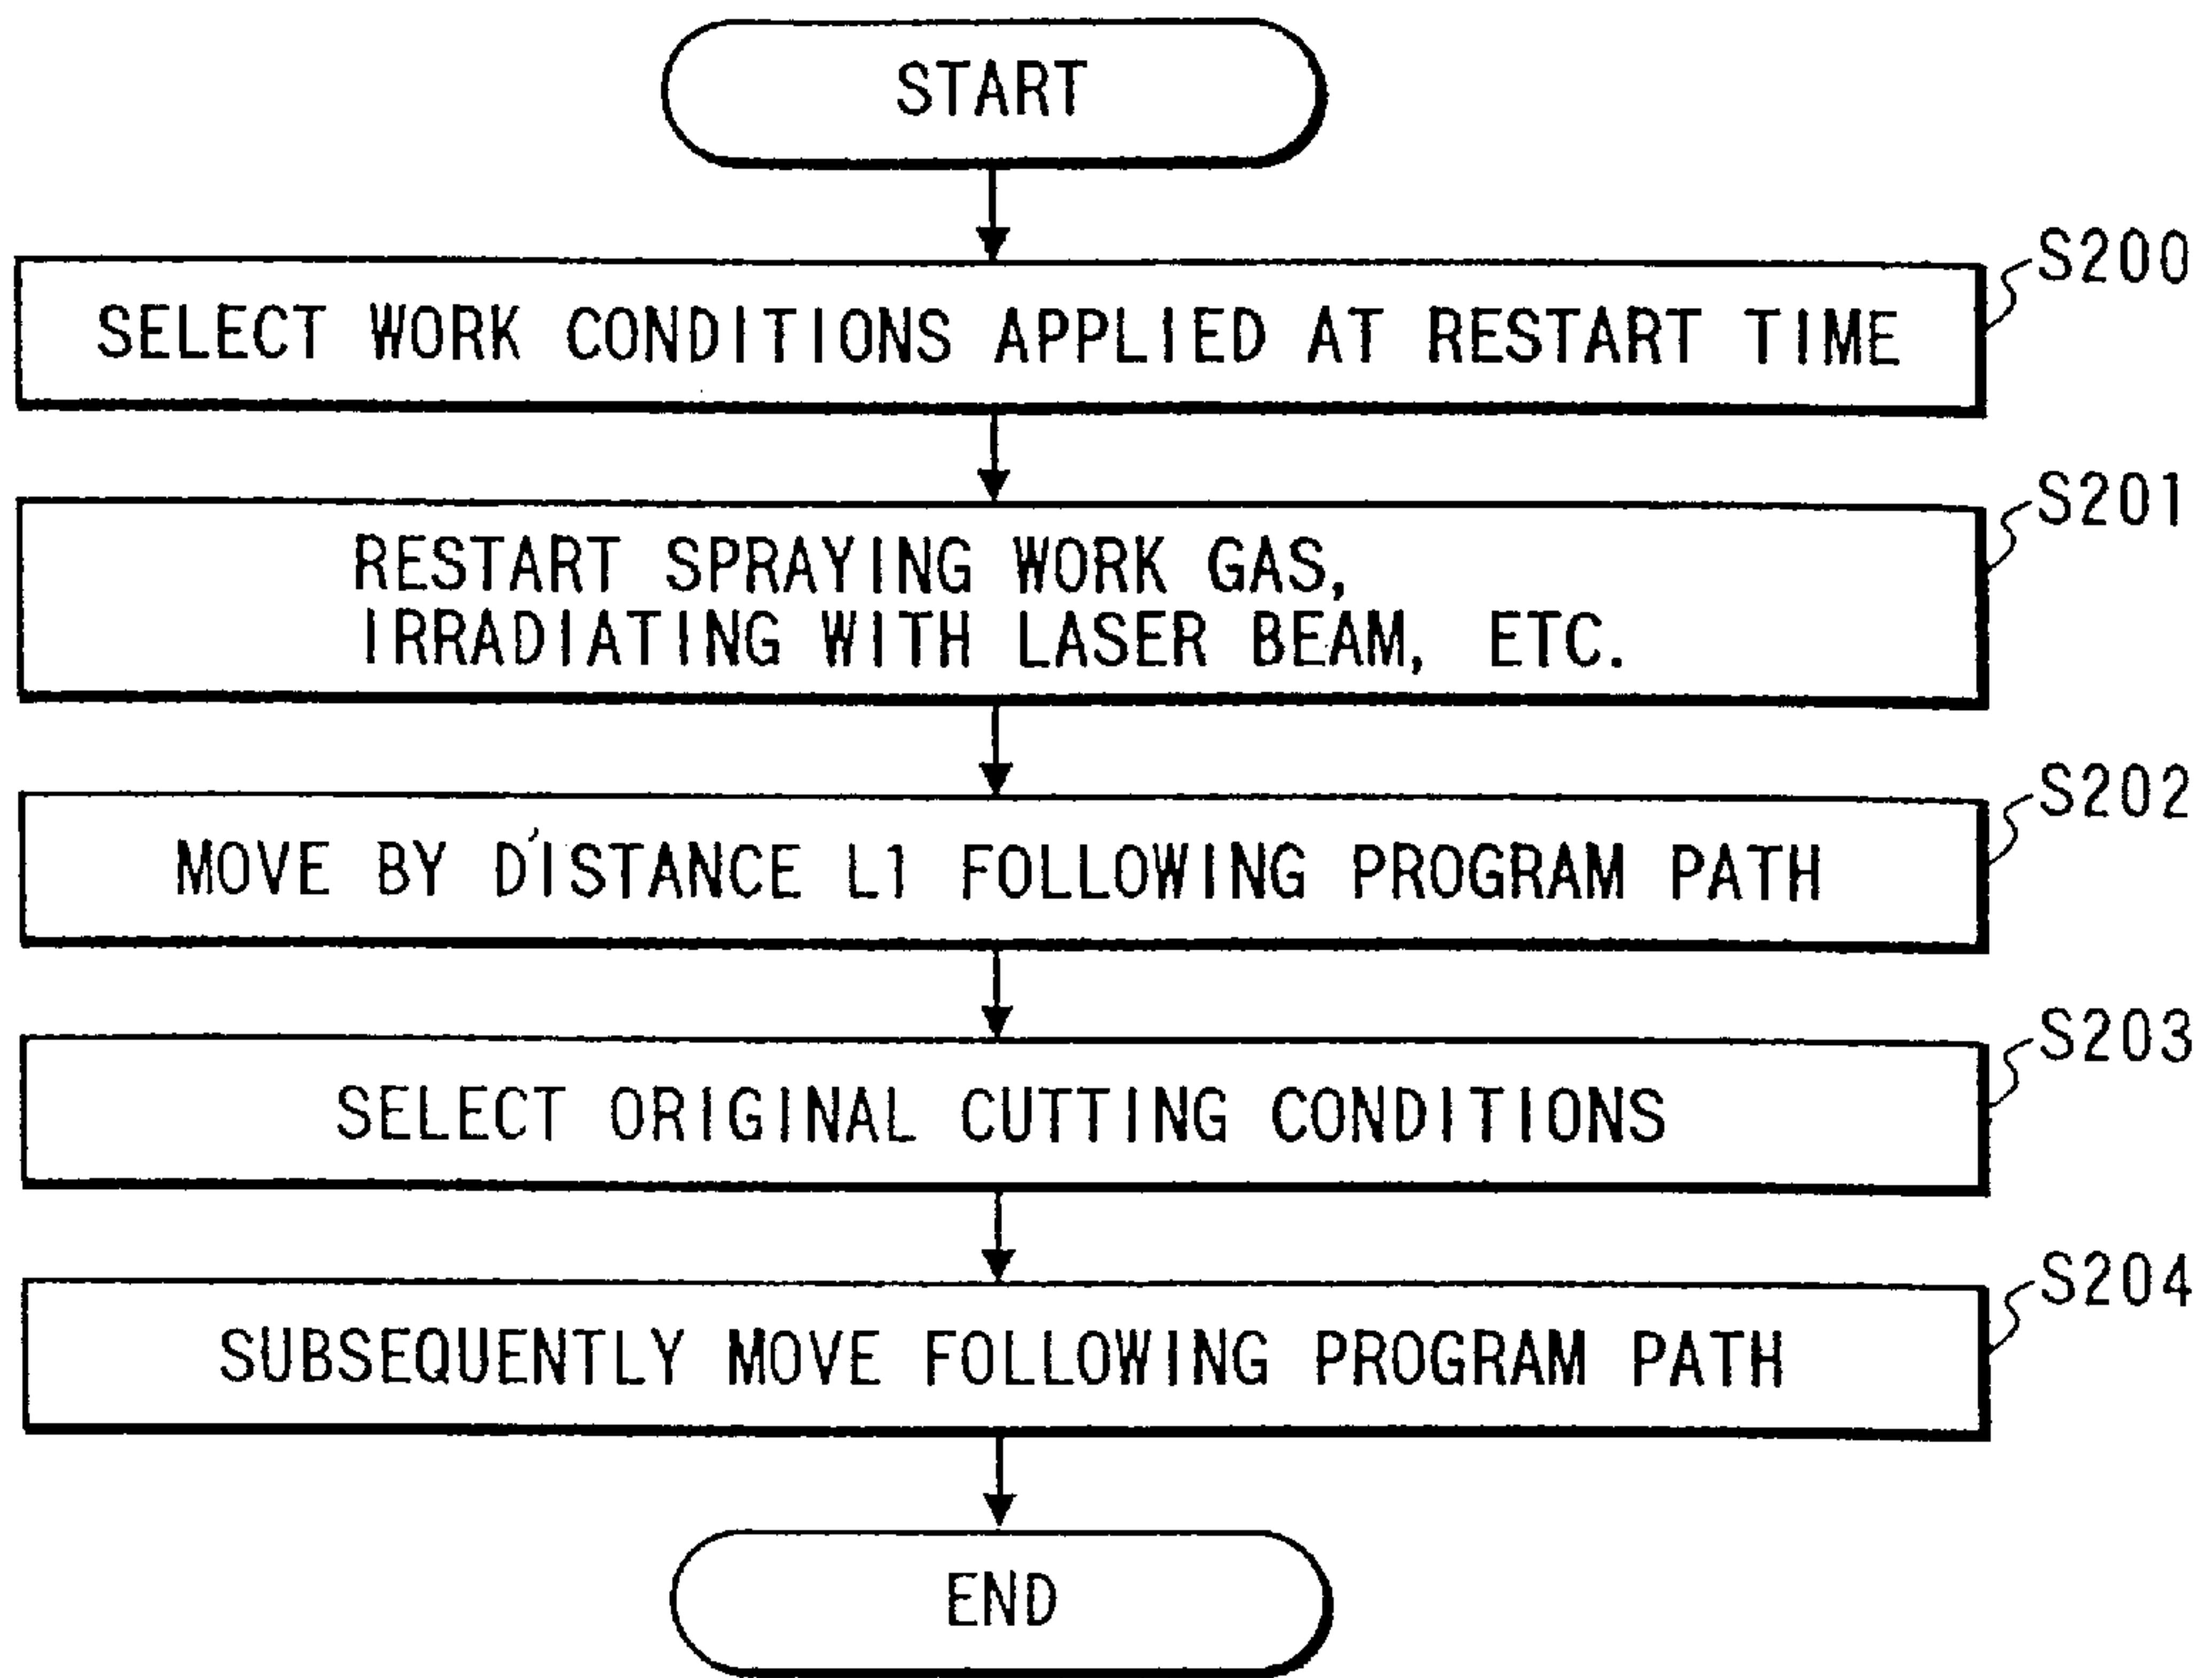 START
S200
SELECT WORK CONDITIONS APPLIED AT RESTART TIME
S201
RESTART SPRAYING WORK GAS,
IRRADIATING WITH LASER BEAM, ETC.
S202
MOVE BY DISTANCE L1 FOLLOWING PROGRAM PATH
S203
SELECT ORIGINAL CUTTING CONDITIONS
S204
SUBSEQUENTLY MOVE FOLLOWING PROGRAM PATH
END